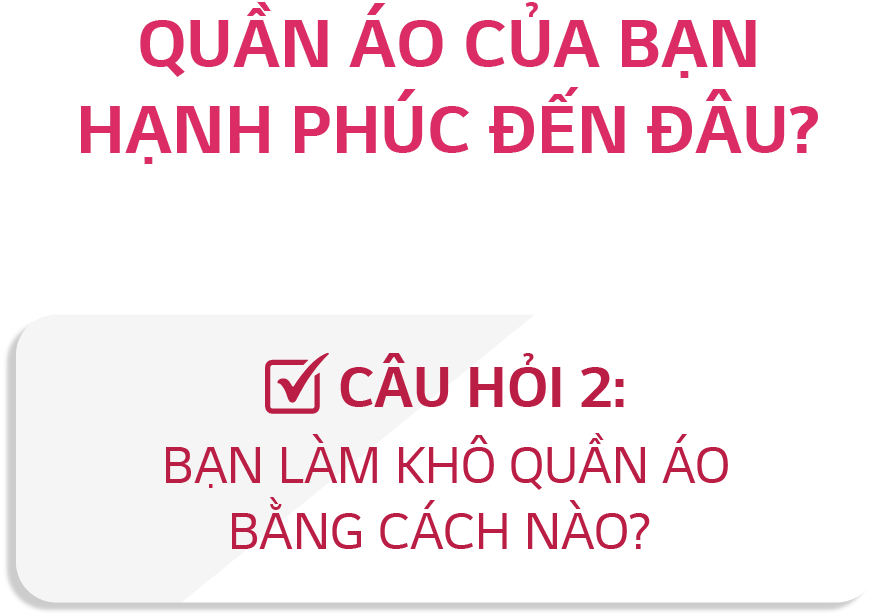 QUẦN ÁO CỦA BẠN
HẠNH PHÚC ĐẾN ĐÂU?
CÂU HỎI 2:
BẠN LÀM KHÔ QUẦN ÁO
BẰNG CÁCH NÀO?